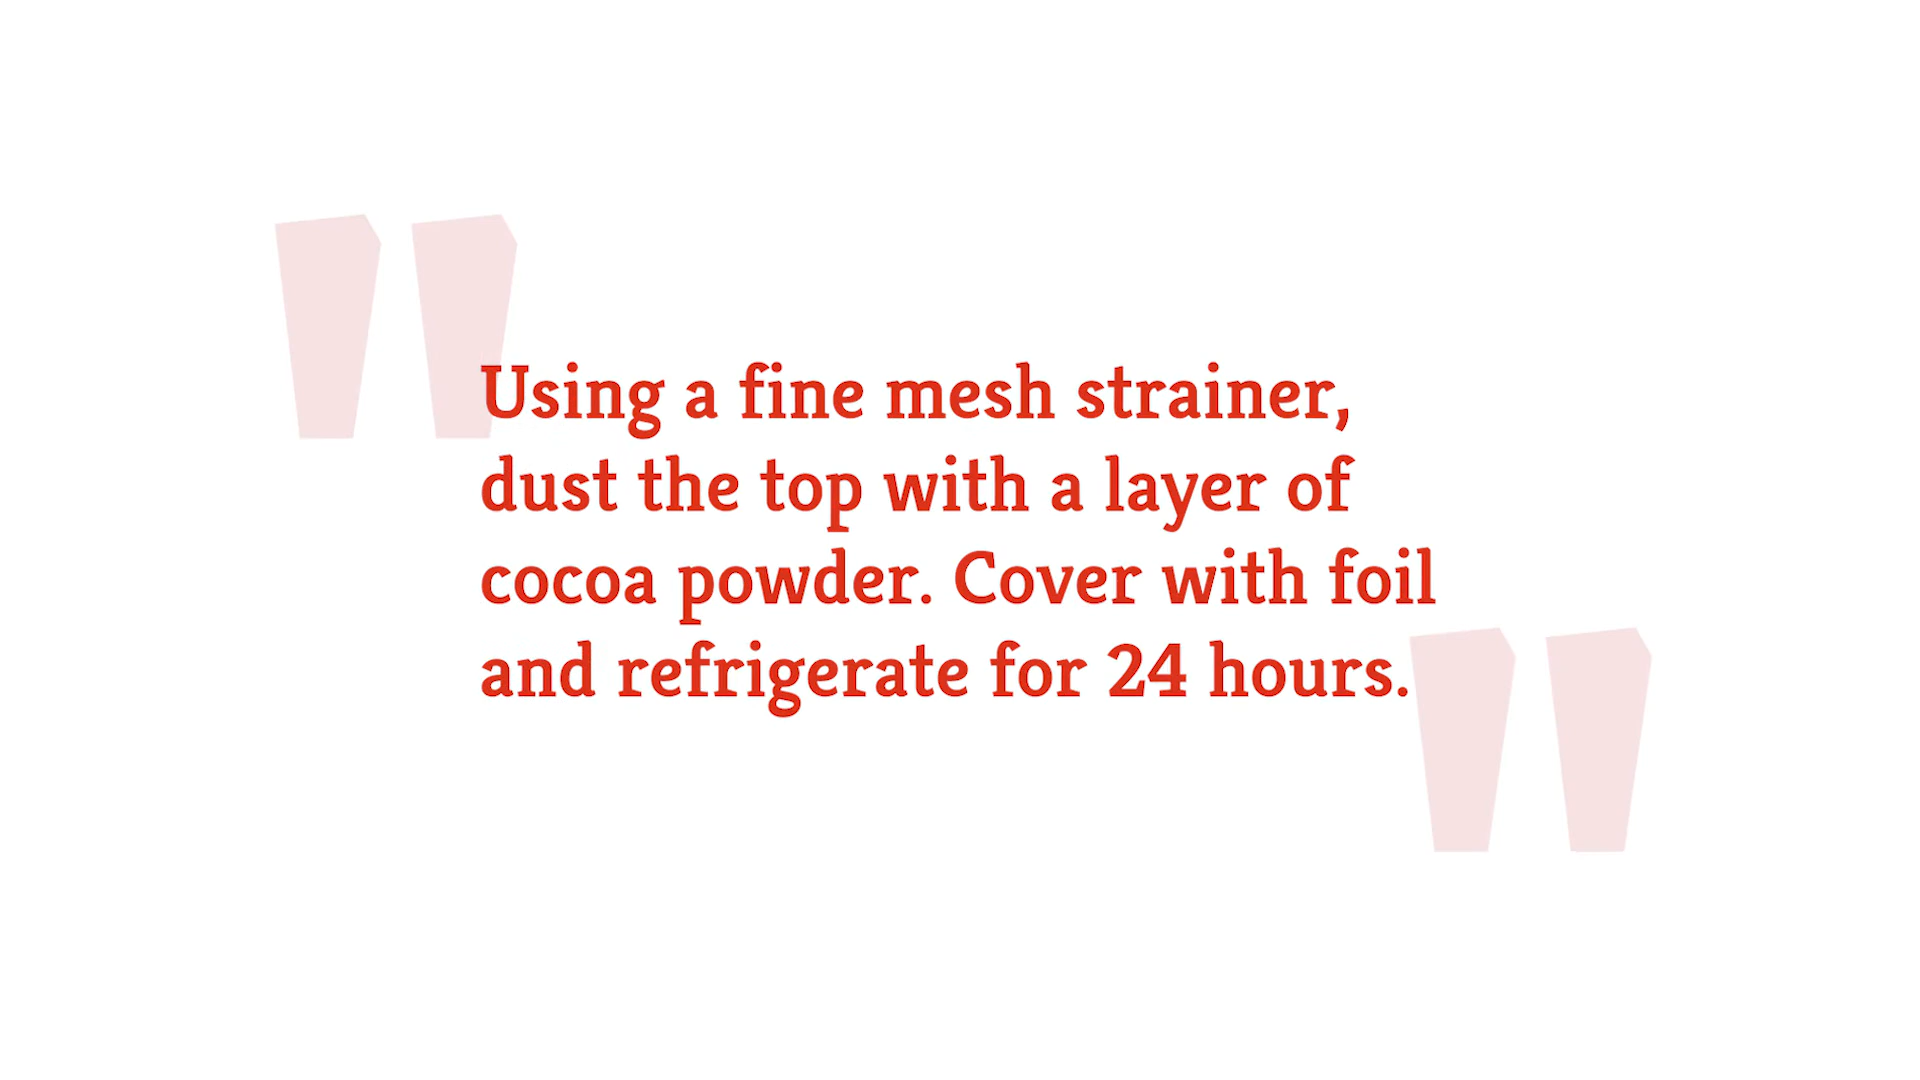 "Using a fine mesh strainer,
dust the top with a layer of
cocoa powder. Cover with foil
and refrigerate for 24 hours."